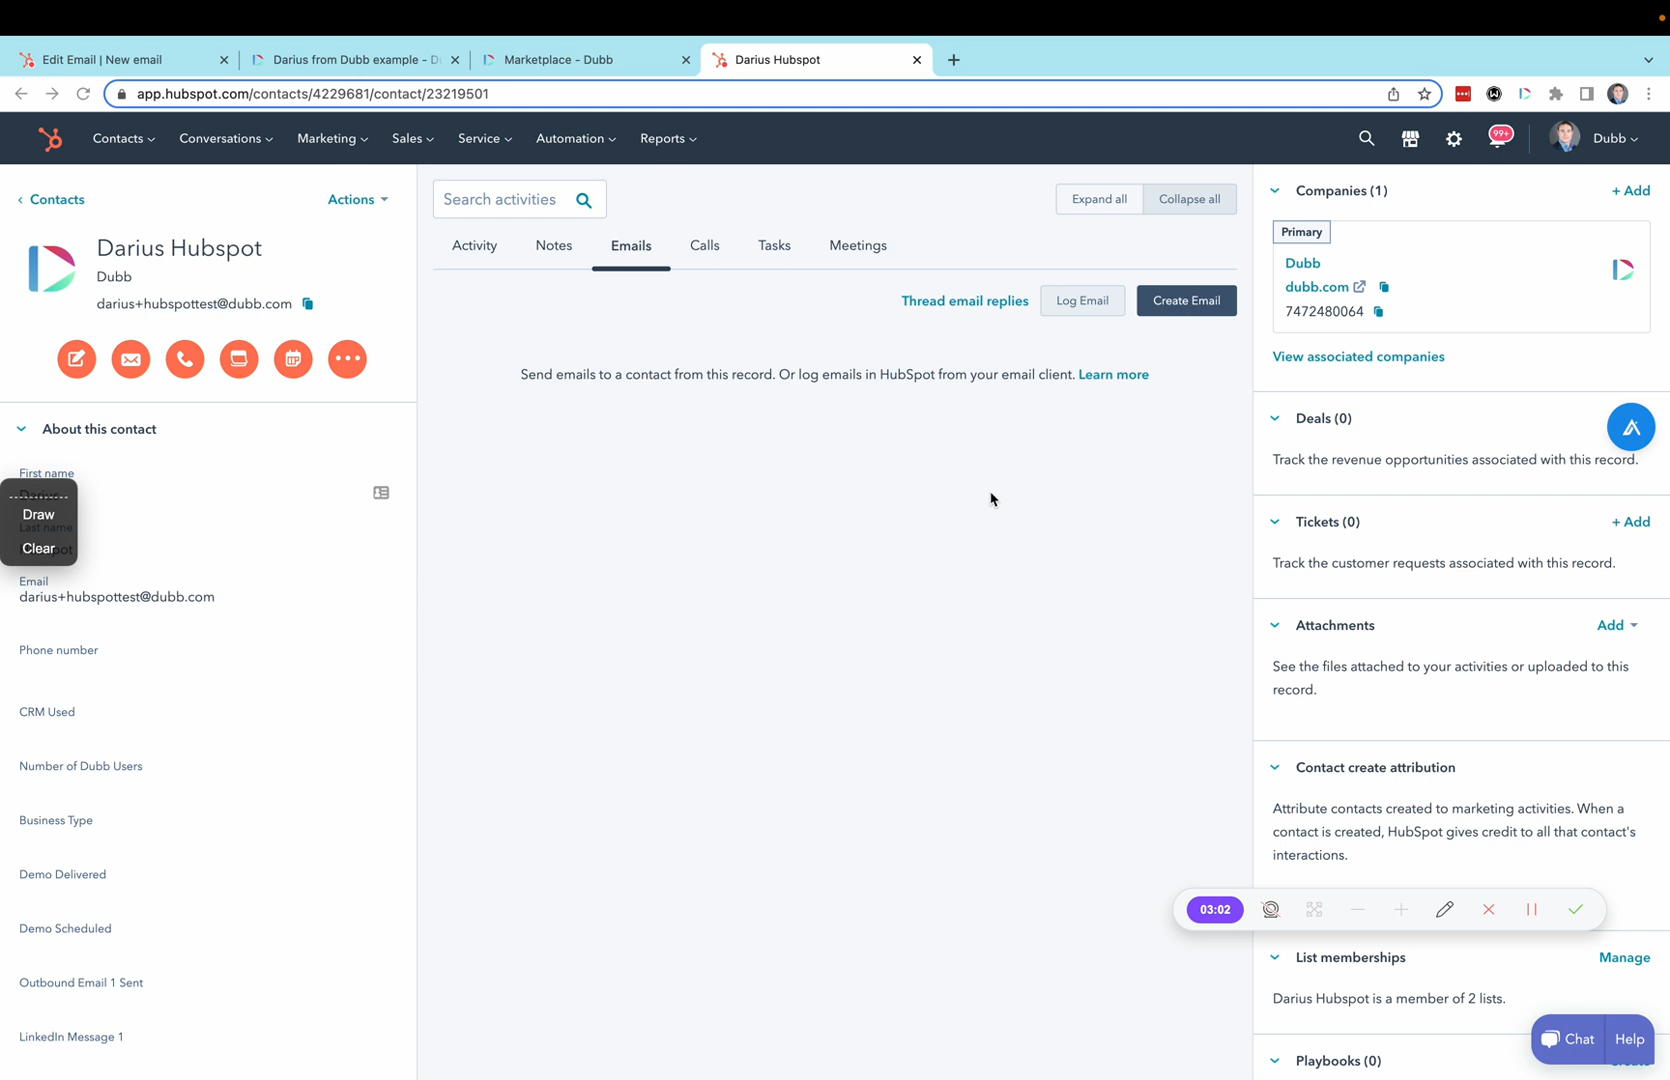 Edit Email | New email
Darius from Dubb example - Du
Marketplace - Dubb
Darius Hubspot
app.hubspot.com/contacts/4229681/contact/23219501
Contacts
Conversations
Marketing
Sales
Service
Automation
Reports
99+
Dubb
Contacts
Actions
Darius Hubspot
Dubb
darius+hubspottest@dubb.com
About this contact
First name
Darius
Draw
Last name
Clear
Email
darius+hubspottest@dubb.com
Phone number
CRM Used
Number of Dubb Users
Business Type
Demo Delivered
Demo Scheduled
Outbound Email 1 Sent
LinkedIn Message 1
Search activities
Expand all
Collapse all
Activity
Notes
Emails
Calls
Tasks
Meetings
Thread email replies
Log Email
Create Email
Send emails to a contact from this record. Or log emails in HubSpot from your email client. Learn more
Companies (1)
+ Add
Primary
Dubb
dubb.com
7472480064
View associated companies
Deals (0)
Track the revenue opportunities associated with this record.
Tickets (0)
+ Add
Track the customer requests associated with this record.
Attachments
Add
See the files attached to your activities or uploaded to this
record.
Contact create attribution
Attribute contacts created to marketing activities. When a
contact is created, HubSpot gives credit to all that contact's
interactions.
03:02
List memberships
Manage
Darius Hubspot is a member of 2 lists.
Chat
Help
Playbooks (0)